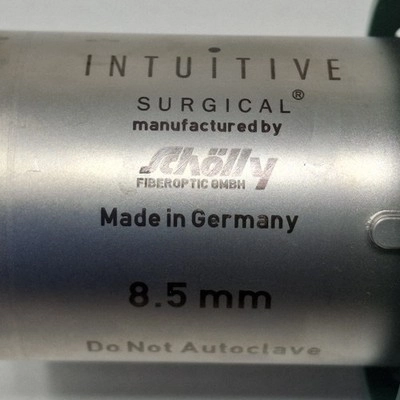 INTUITIVE
SURGICAL®
manufactured by
Schölly
FIBEROPTIC GMBH
Made in Germany
8.5 mm
Do Not Autoclave